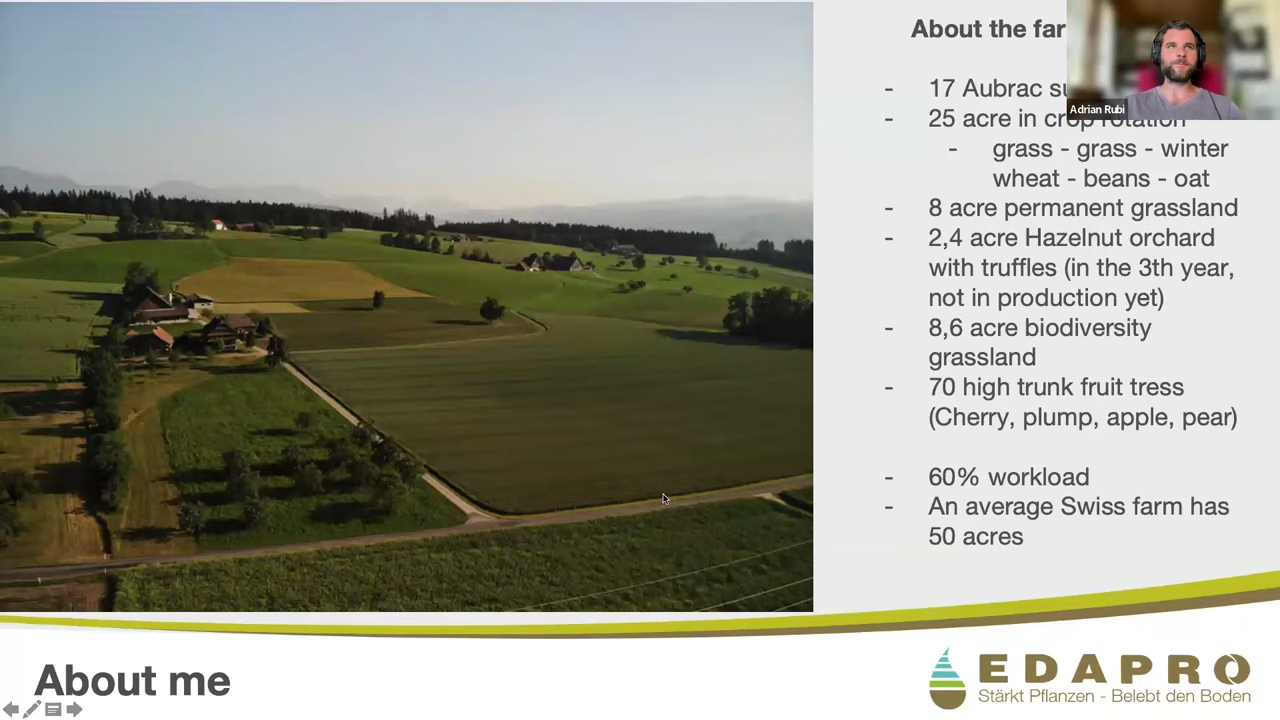 About the far
- 17 Aubrac su
- 25 acre in crop rotation
- grass - grass - winter
wheat - beans - oat
- 8 acre permanent grassland
- 2,4 acre Hazelnut orchard
with truffles (in the 3th year,
not in production yet)
- 8,6 acre biodiversity
grassland
- 70 high trunk fruit tress
(Cherry, plump, apple, pear)
- 60% workload
- An average Swiss farm has
50 acres
Adrian Rubi
About me
EDAPRO
Stärkt Pflanzen - Belebt den Boden